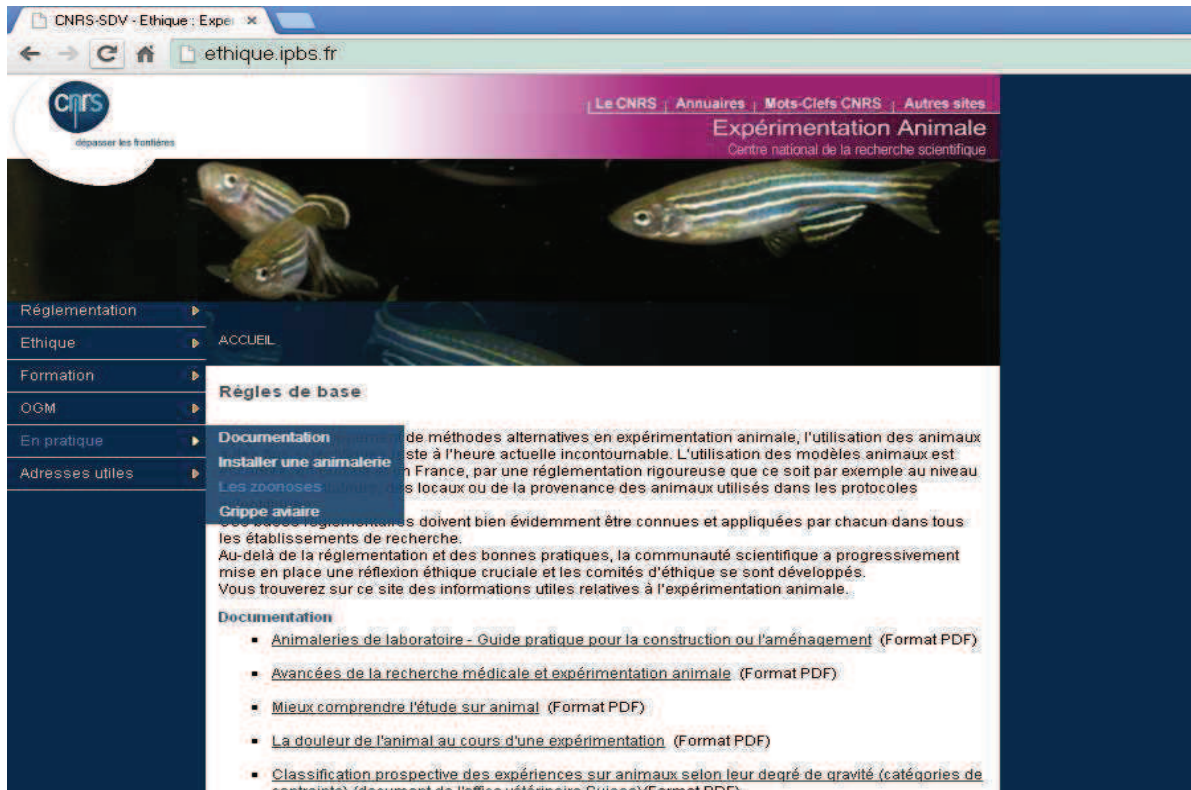 CNRS-SDV - Ethique : Expe
ethique.ipbs.fr
cnrs
dépasser les frontières
Le CNRS | Annuaires | Mots-Clefs CNRS | Autres sites
Expérimentation Animale
Centre national de la recherche scientifique
Réglementation
Ethique
Formation
OGM
En pratique
Adresses utiles
ACCUEIL
Documentation
Installer une animalerie
Les zoonoses
Grippe aviaire
Régles de base
de méthodes alternatives en expérimentation animale, l'utilisation des animaux
ste à l'heure actuelle incontournable. L'utilisation des modèles animaux est
n France, par une réglementation rigoureuse que ce soit par exemple au niveau
s locaux ou de la provenance des animaux utilisés dans les protocoles
doivent bien évidemment être connues et appliquées par chacun dans tous
les établissements de recherche.
Au-delà de la réglementation et des bonnes pratiques, la communauté scientifique a progressivement
mise en place une réflexion éthique cruciale et les comités d'éthique se sont développés.
Vous trouverez sur ce site des informations utiles relatives à l'expérimentation animale.
Documentation
Animaleries de laboratoire - Guide pratique pour la construction ou l'aménagement (Format PDF)
Avancées de la recherche médicale et expérimentation animale (Format PDF)
Mieux comprendre l'étude sur animal (Format PDF)
La douleur de l'animal au cours d'une expérimentation (Format PDF)
Classification prospective des expériences sur animaux selon leur degré de gravité (catégories de